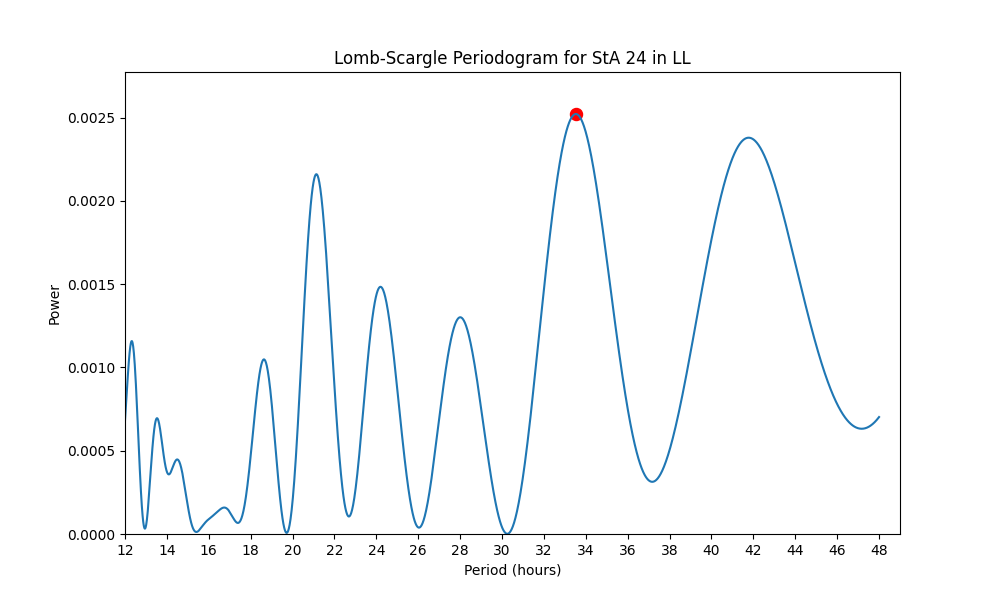 Lomb-Scargle Periodogram for StA 24 in LL
Power
0.0025
0.0020
0.0015
0.0010
0.0005
0.0000
12 14 16 18 20 22 24 26 28 30 32 34 36 38 40 42 44 46 48
Period (hours)